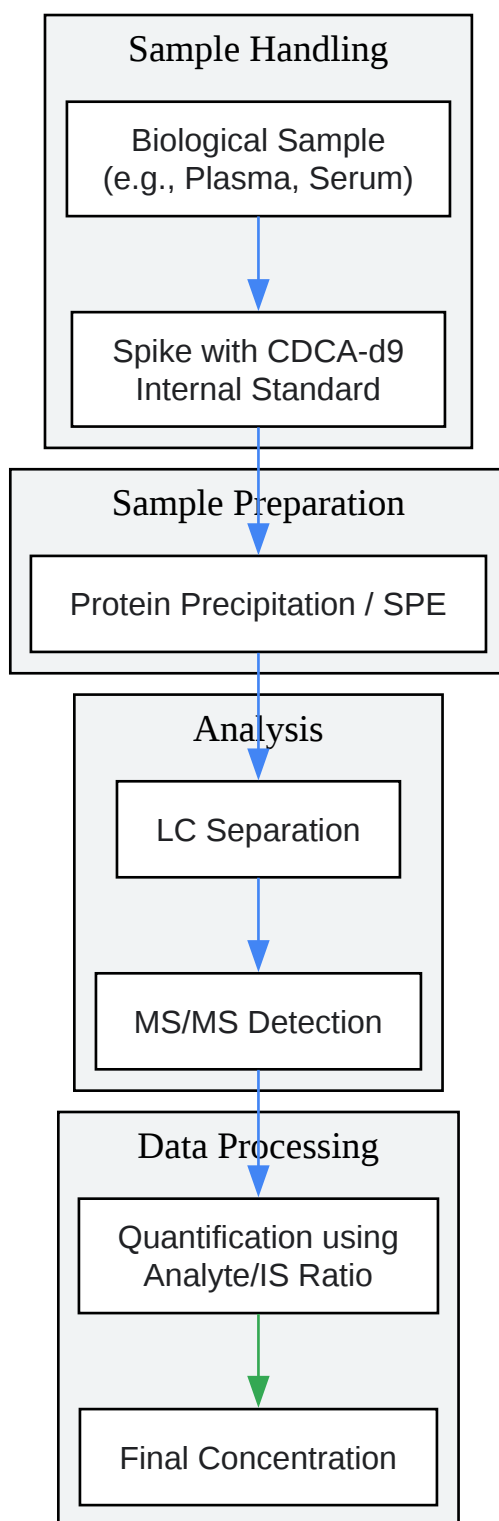 Sample Handling
Biological Sample
(e.g., Plasma, Serum)
Spike with CDCA-d9
Internal Standard
Sample Preparation
Protein Precipitation / SPE
Analysis
LC Separation
MS/MS Detection
Data Processing
Quantification using
Analyte/IS Ratio
Final Concentration